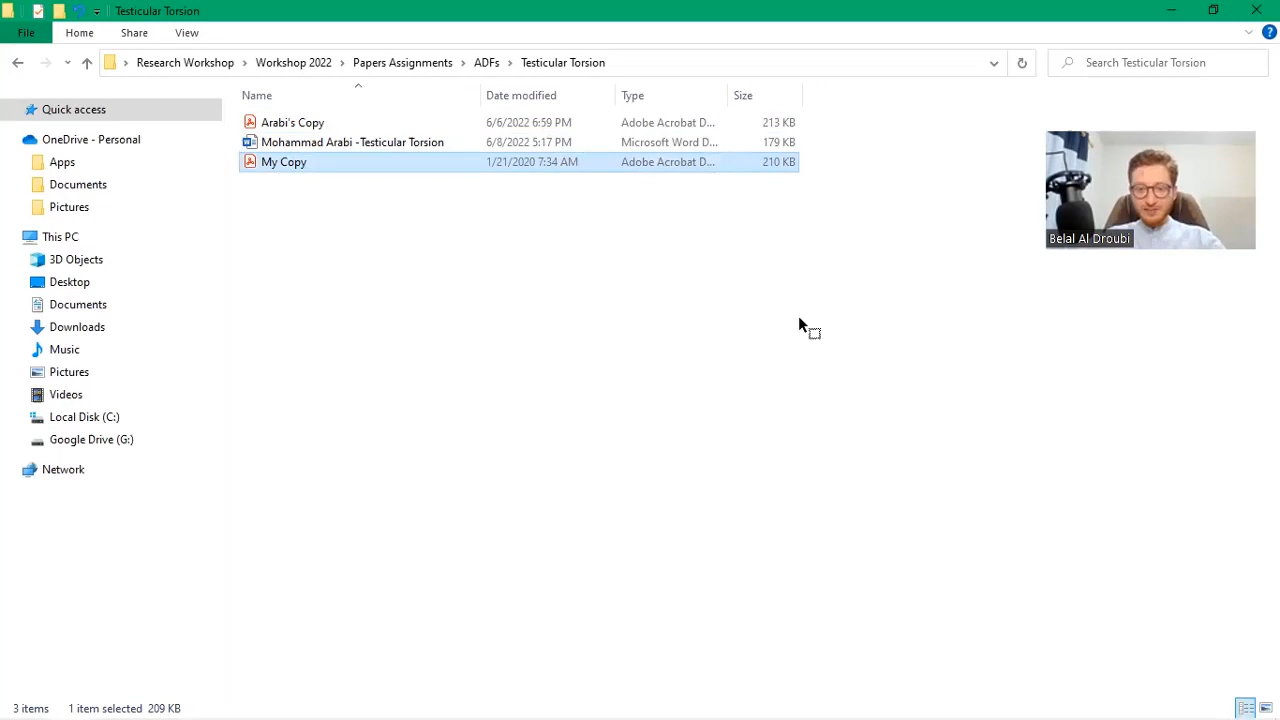 Testicular Torsion
File Home Share View
Research Workshop Workshop 2022 Papers Assignments ADFs Testicular Torsion
Search Testicular Torsion
Name Date modified Type Size
Arabi's Copy 6/6/2022 6:59 PM Adobe Acrobat D... 213 KB
Mohammad Arabi -Testicular Torsion 6/8/2022 5:17 PM Microsoft Word D... 179 KB
My Copy 1/21/2020 7:34 AM Adobe Acrobat D... 210 KB
Quick access
OneDrive - Personal
Apps
Documents
Pictures
This PC
3D Objects
Desktop
Documents
Downloads
Music
Pictures
Videos
Local Disk (C:)
Google Drive (G:)
Network
Belal Al Droubi
3 items 1 item selected 209 KB